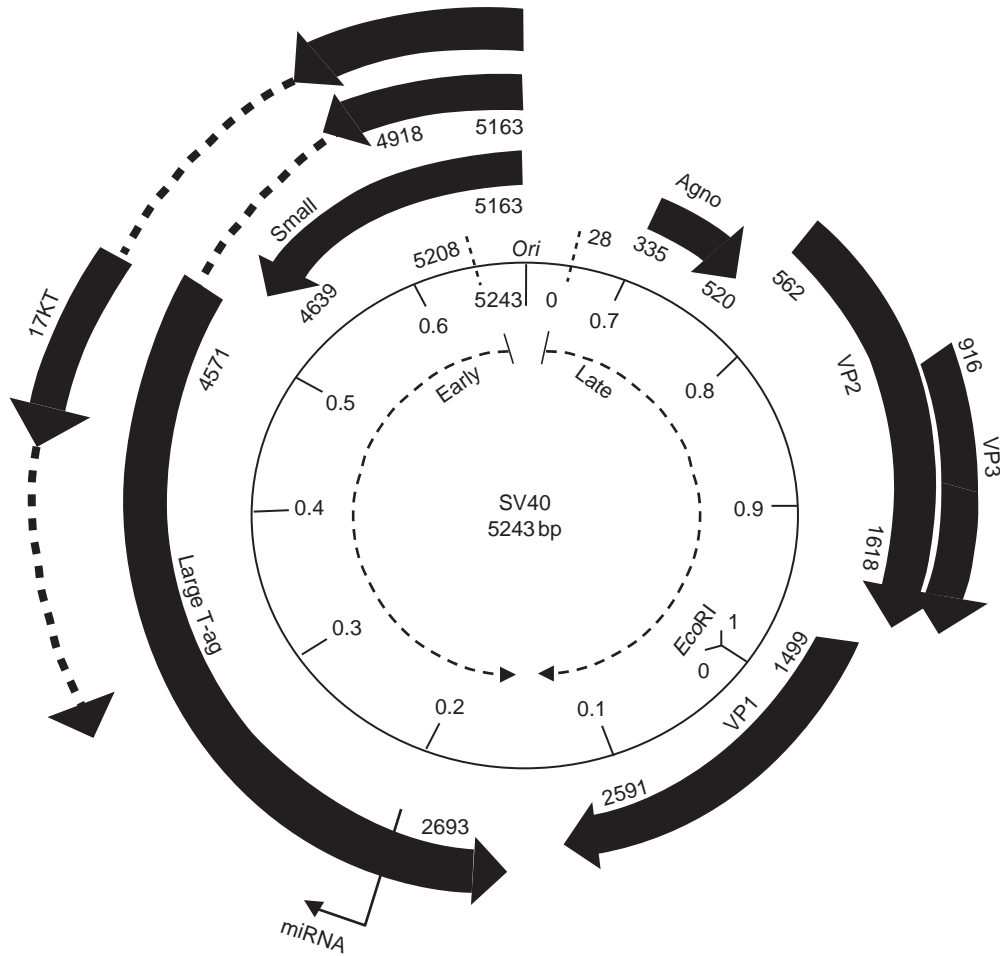 4918
5163
5163
Small
Agno
5208
Ori
28
335
4639
5243
0
520
562
17KT
0.6
0.7
4571
Early
Late
0.8
VP2
916
0.5
VP3
0.4
SV40
5243 bp
0.9
1618
Large T-ag
0.3
EcoRI
1
0
1499
VP1
0.2
0.1
2591
2693
miRNA